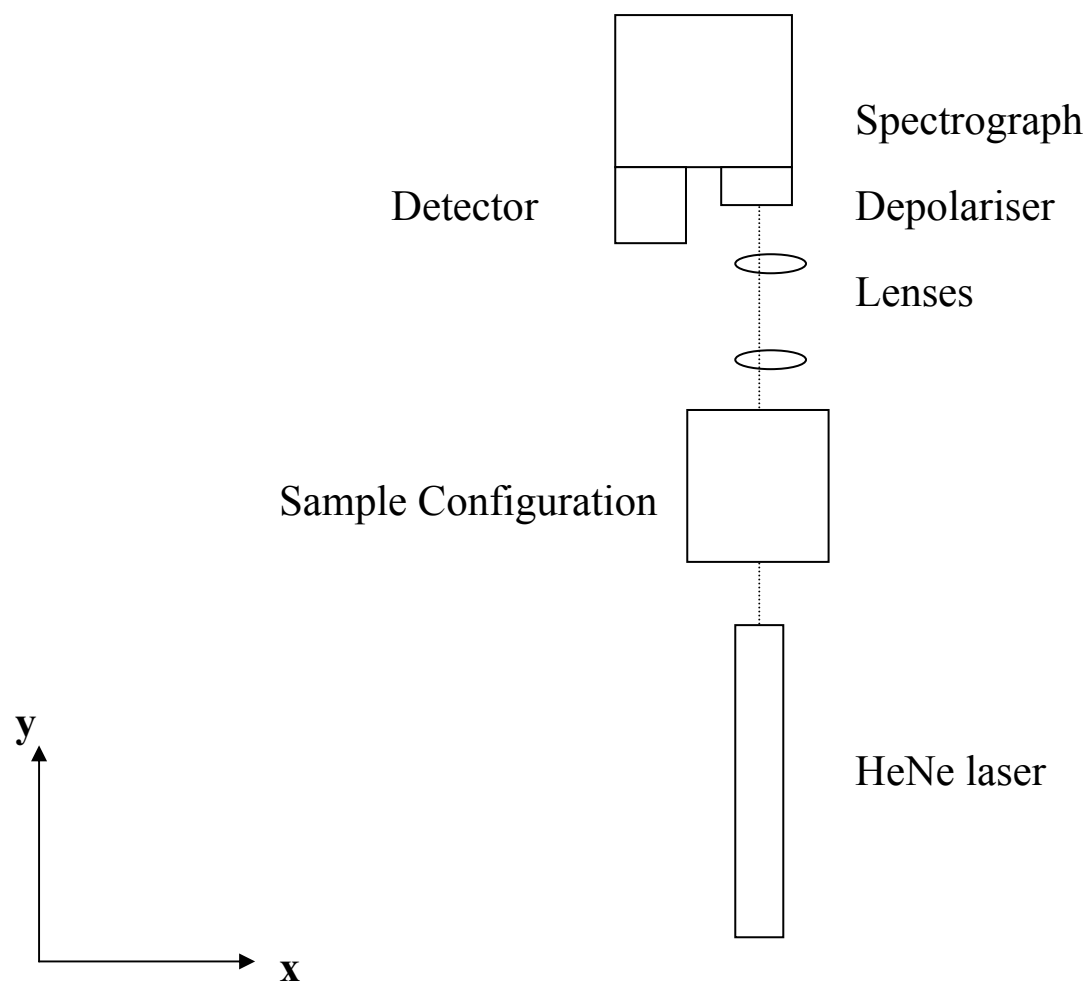 Spectrograph
Detector
Depolariser
Lenses
Sample Configuration
y
HeNe laser
x